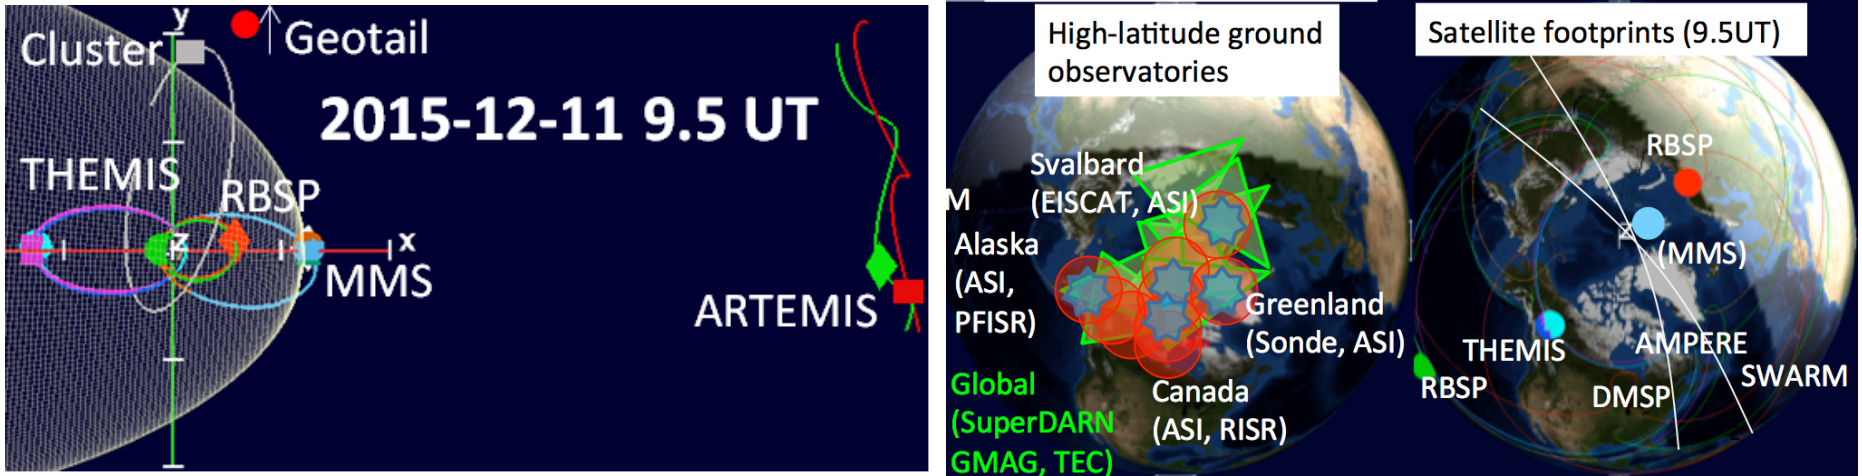 y
Cluster
Geotail
2015-12-11 9.5 UT
THEMIS
RBSP
z
x
MMS
ARTEMIS
High-latitude ground
observatories
Svalbard
(EISCAT, ASI)
M
Alaska
(ASI,
PFISR)
Greenland
(Sonde, ASI)
Global
(SuperDARN
GMAG, TEC)
Canada
(ASI, RISR)
Satellite footprints (9.5UT)
RBSP
(MMS)
THEMIS
AMPERE
RBSP
SWARM
DMSP